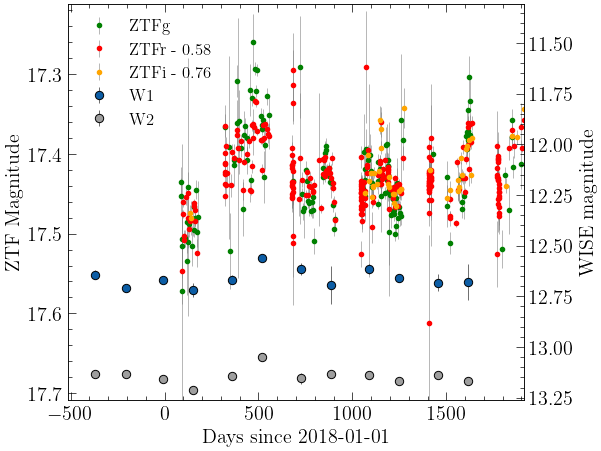 ZTFg
ZTFr - 0.58
ZTFi - 0.76
W1
W2
17.3
17.4
17.5
17.6
17.7
ZTF Magnitude
11.50
11.75
12.00
12.25
12.50
12.75
13.00
13.25
WISE magnitude
−500
0
500
1000
1500
Days since 2018-01-01